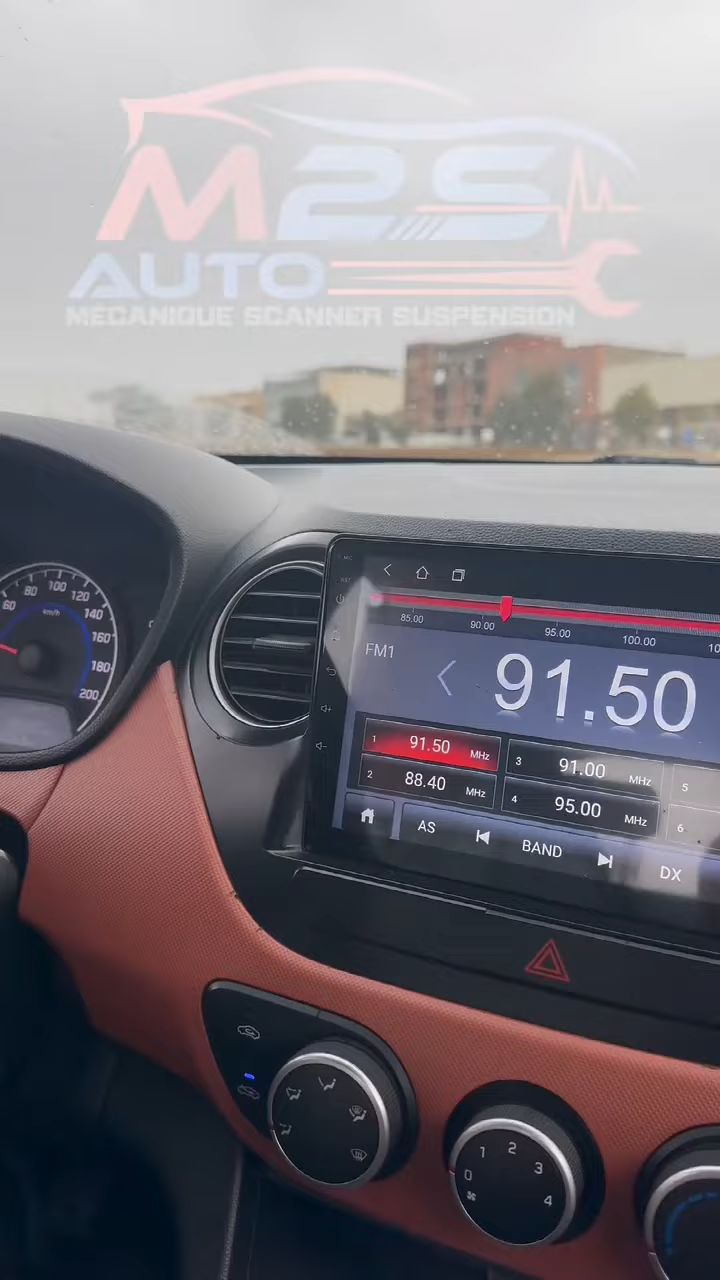 M2S
AUTO
MECANIQUE SCANNER SUSPENSION
60 80 100 120 140 160 180 200
km/h
85.00 90.00 95.00 100.00 10
FM1
91.50
1 91.50 MHz
3 91.00 MHz
5
2 88.40 MHz
4 95.00 MHz
6
AS BAND DX
0 1 2 3 4